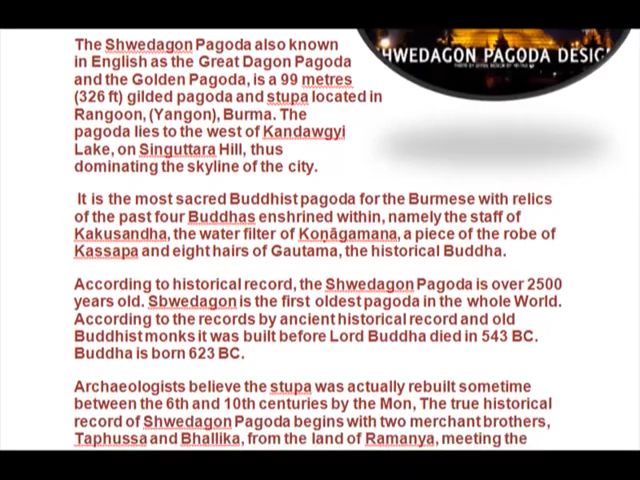 HWEDAGON PAGODA DESIG
The Shwedagon Pagoda also known
in English as the Great Dagon Pagoda
and the Golden Pagoda, is a 99 metres
(326 ft) gilded pagoda and stupa located in
Rangoon, (Yangon), Burma. The
pagoda lies to the west of Kandawgyi
Lake, on Singuttara Hill, thus
dominating the skyline of the city.
It is the most sacred Buddhist pagoda for the Burmese with relics
of the past four Buddhas enshrined within, namely the staff of
Kakusandha, the water filter of Koṇāgamana, a piece of the robe of
Kassapa and eight hairs of Gautama, the historical Buddha.
According to historical record, the Shwedagon Pagoda is over 2500
years old. Sbwedagon is the first oldest pagoda in the whole World.
According to the records by ancient historical record and old
Buddhist monks it was built before Lord Buddha died in 543 BC.
Buddha is born 623 BC.
Archaeologists believe the stupa was actually rebuilt sometime
between the 6th and 10th centuries by the Mon, The true historical
record of Shwedagon Pagoda begins with two merchant brothers,
Taphussa and Bhallika, from the land of Ramanya, meeting the